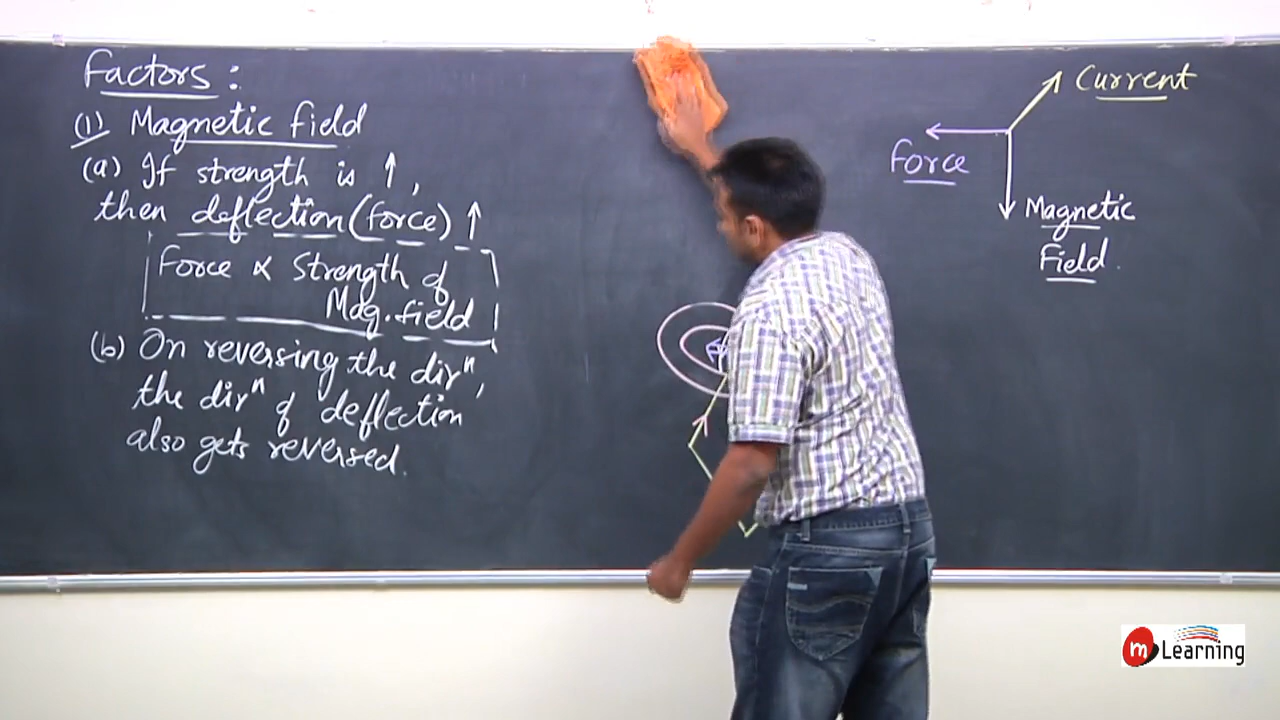 Factors :
(1) Magnetic field
(a) If strength is ↑,
then deflection (force) ↑
Force ∝ Strength of
Mag. field
(b) On reversing the dirⁿ,
the dirⁿ of deflection
also gets reversed.
Current
Force
Magnetic
Field.
m Learning